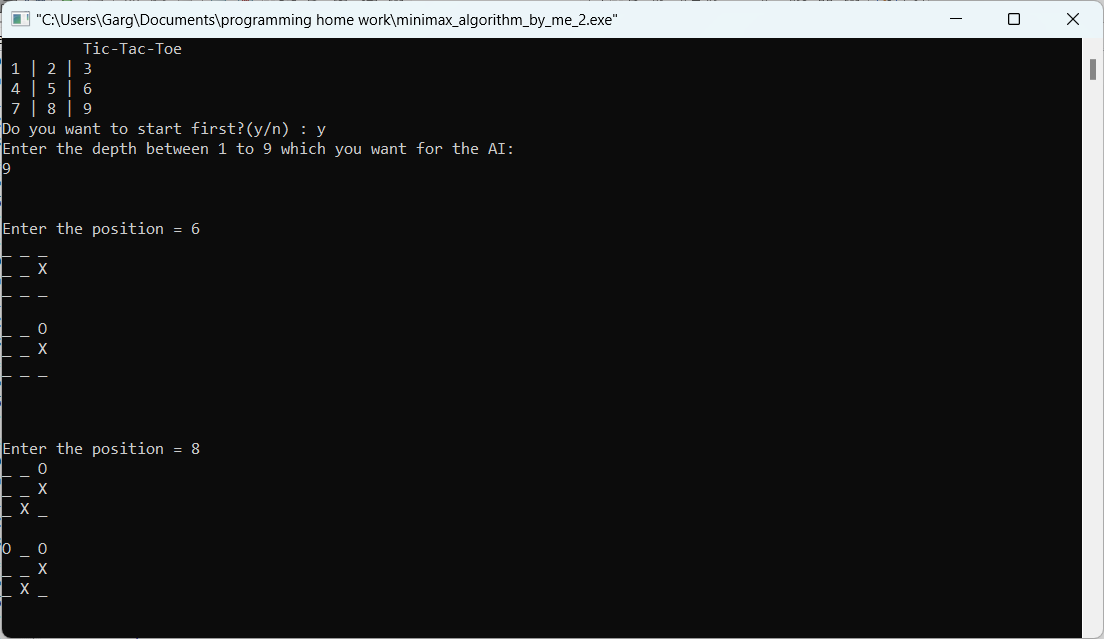 "C:\Users\Garg\Documents\programming home work\minimax_algorithm_by_me_2.exe"
Tic-Tac-Toe
1 | 2 | 3
4 | 5 | 6
7 | 8 | 9
Do you want to start first?(y/n) : y
Enter the depth between 1 to 9 which you want for the AI:
9
Enter the position = 6
_ _ _
_ _ X
_ _ _
_ _ O
_ _ X
_ _ _
Enter the position = 8
_ _ O
_ _ X
_ X _
O _ O
_ _ X
_ X _